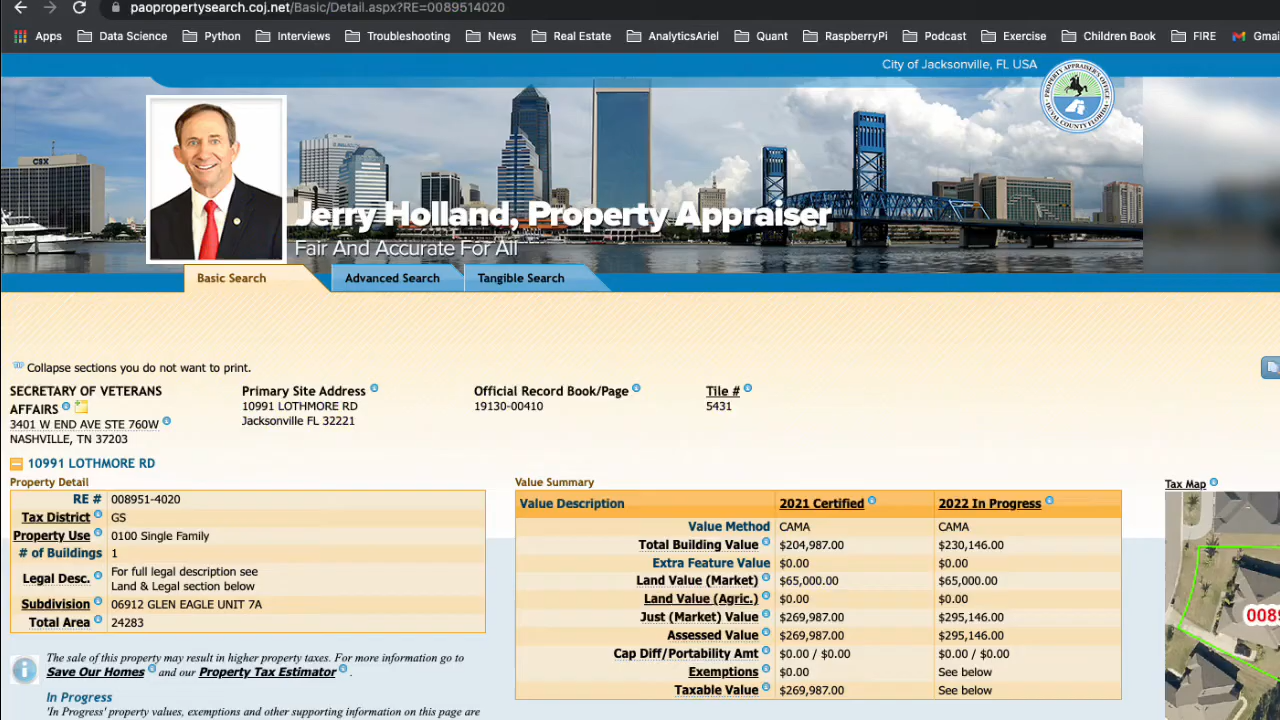 paopropertysearch.coj.net/Basic/Detail.aspx?RE=0089514020
Apps Data Science Python Interviews Troubleshooting News Real Estate AnalyticsAriel Quant RaspberryPi Podcast Exercise Children Book FIRE Gmai
City of Jacksonville, FL USA
PROPERTY APPRAISER'S OFFICE
DUVAL COUNTY FLORIDA
CSX
Jerry Holland, Property Appraiser
Fair And Accurate For All
Basic Search Advanced Search Tangible Search
Collapse sections you do not want to print.
SECRETARY OF VETERANS
AFFAIRS
3401 W END AVE STE 760W
NASHVILLE, TN 37203
Primary Site Address
10991 LOTHMORE RD
Jacksonville FL 32221
Official Record Book/Page
19130-00410
Tile #
5431
10991 LOTHMORE RD
Property Detail
RE # 008951-4020
Tax District GS
Property Use 0100 Single Family
# of Buildings 1
Legal Desc. For full legal description see
Land & Legal section below
Subdivision 06912 GLEN EAGLE UNIT 7A
Total Area 24283
The sale of this property may result in higher property taxes. For more information go to
Save Our Homes and our Property Tax Estimator .
In Progress
'In Progress' property values, exemptions and other supporting information on this page are
Value Summary
Value Description 2021 Certified 2022 In Progress
Value Method CAMA CAMA
Total Building Value $204,987.00 $230,146.00
Extra Feature Value $0.00 $0.00
Land Value (Market) $65,000.00 $65,000.00
Land Value (Agric.) $0.00 $0.00
Just (Market) Value $269,987.00 $295,146.00
Assessed Value $269,987.00 $295,146.00
Cap Diff/Portability Amt $0.00 / $0.00 $0.00 / $0.00
Exemptions $0.00 See below
Taxable Value $269,987.00 See below
Tax Map
0089